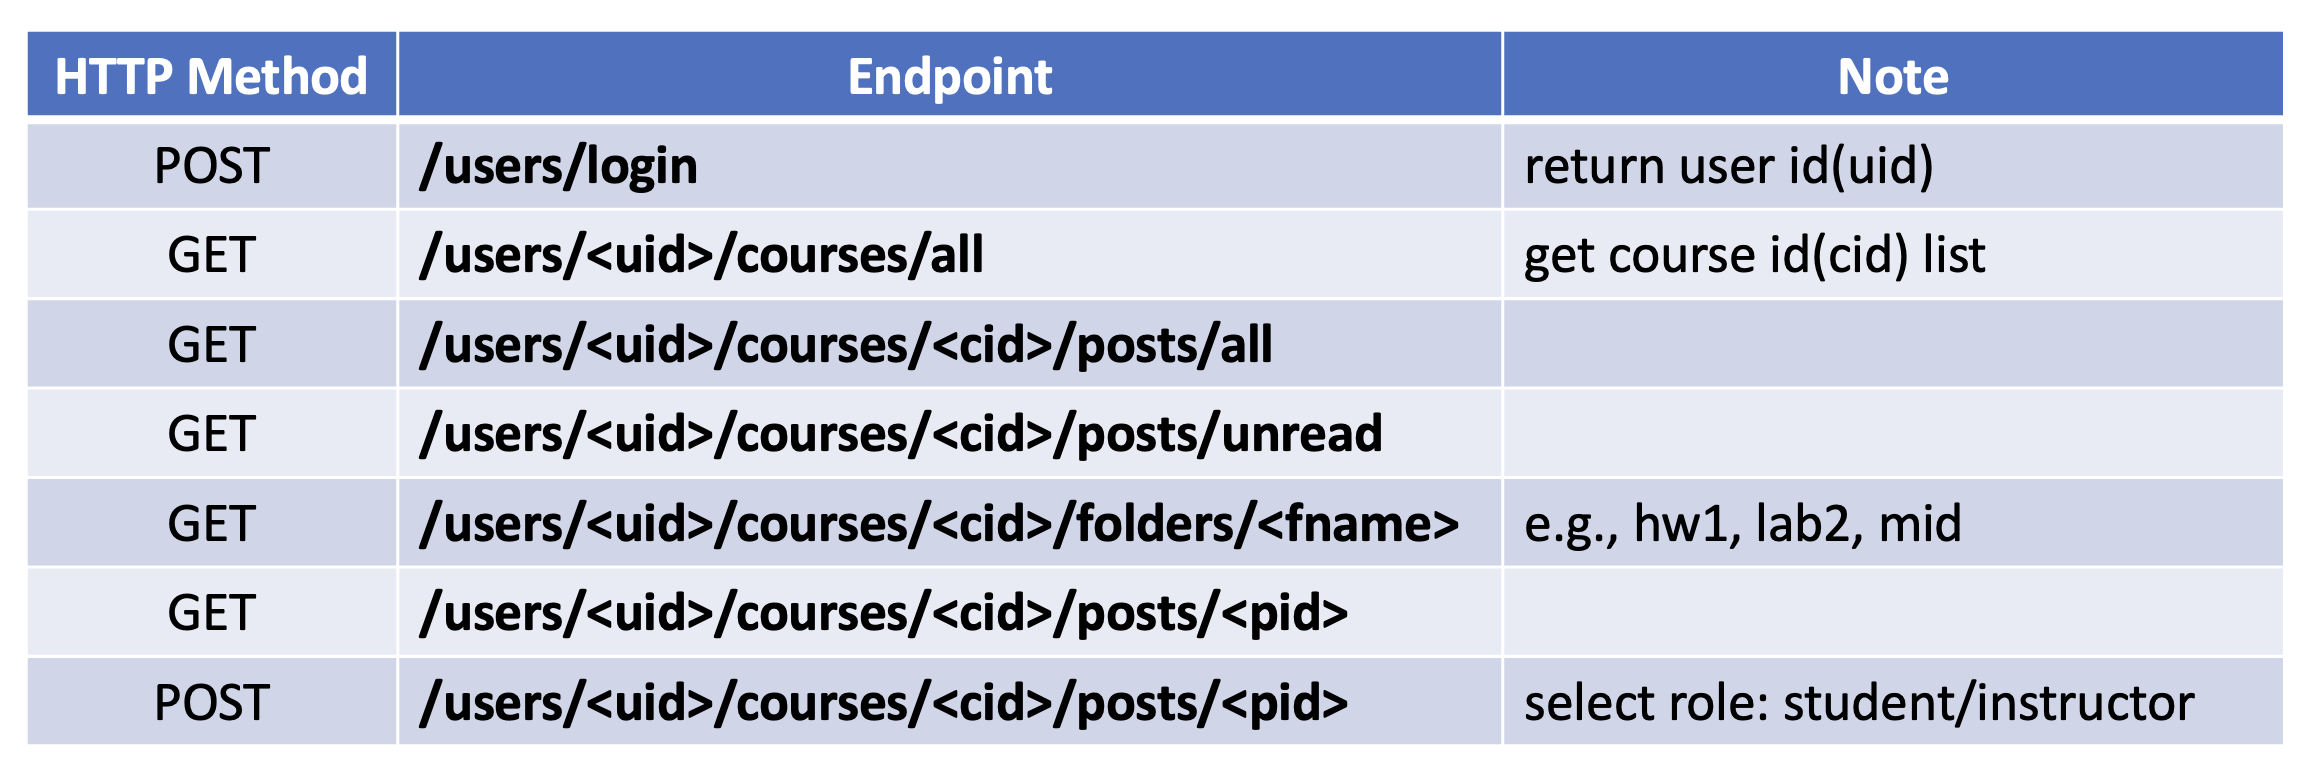 HTTP Method Endpoint Note
POST /users/login return user id(uid)
GET /users/<uid>/courses/all get course id(cid) list
GET /users/<uid>/courses/<cid>/posts/all
GET /users/<uid>/courses/<cid>/posts/unread
GET /users/<uid>/courses/<cid>/folders/<fname> e.g., hw1, lab2, mid
GET /users/<uid>/courses/<cid>/posts/<pid>
POST /users/<uid>/courses/<cid>/posts/<pid> select role: student/instructor